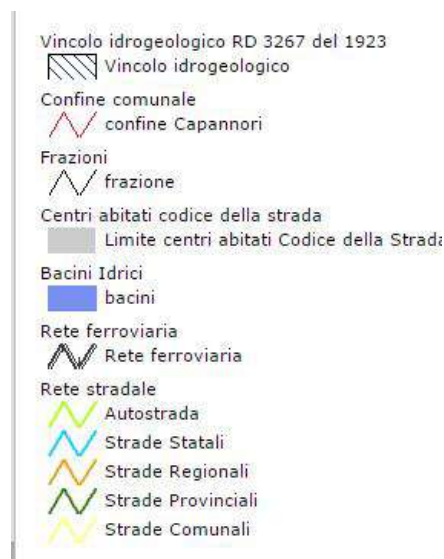 Vincolo idrogeologico RD 3267 del 1923
Vincolo idrogeologico
Confine comunale
confine Capannori
Frazioni
frazione
Centri abitati codice della strada
Limite centri abitati Codice della Strada
Bacini Idrici
bacini
Rete ferroviaria
Rete ferroviaria
Rete stradale
Autostrada
Strade Statali
Strade Regionali
Strade Provinciali
Strade Comunali